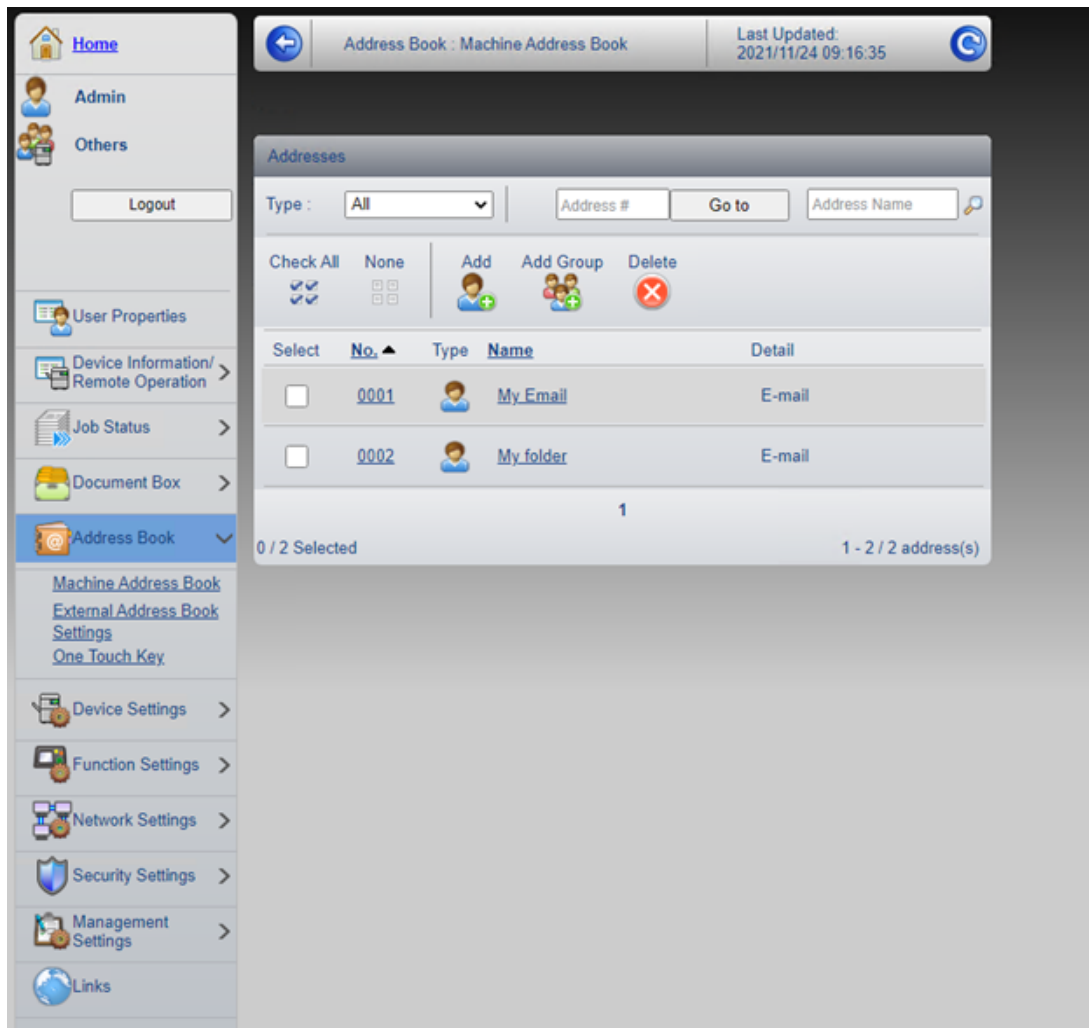 Home
Admin
Others
Logout
User Properties
Device Information/
Remote Operation
Job Status
Document Box
Address Book
Machine Address Book
External Address Book
Settings
One Touch Key
Device Settings
Function Settings
Network Settings
Security Settings
Management
Settings
Links
Address Book : Machine Address Book
Last Updated:
2021/11/24 09:16:35
Addresses
Type : All Address # Go to Address Name
Check All None Add Add Group Delete
Select No. Type Name Detail
0001 My Email E-mail
0002 My folder E-mail
1
0 / 2 Selected 1 - 2 / 2 address(s)